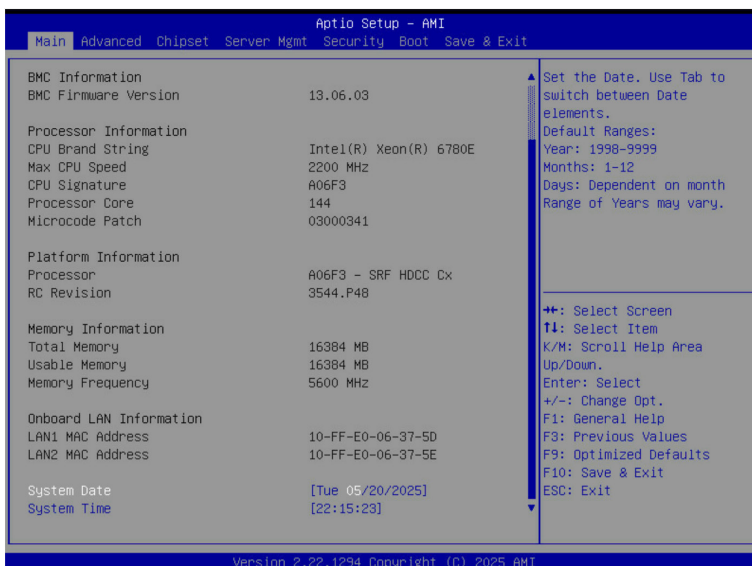 Aptio Setup – AMI
Main Advanced Chipset Server Mgmt Security Boot Save & Exit
BMC Information
BMC Firmware Version 13.06.03
Processor Information
CPU Brand String Intel(R) Xeon(R) 6780E
Max CPU Speed 2200 MHz
CPU Signature A06F3
Processor Core 144
Microcode Patch 03000341
Platform Information
Processor A06F3 – SRF HDCC Cx
RC Revision 3544.P48
Memory Information
Total Memory 16384 MB
Usable Memory 16384 MB
Memory Frequency 5600 MHz
Onboard LAN Information
LAN1 MAC Address 10-FF-E0-06-37-5D
LAN2 MAC Address 10-FF-E0-06-37-5E
System Date [Tue 05/20/2025]
System Time [22:15:23]
Set the Date. Use Tab to
switch between Date
elements.
Default Ranges:
Year: 1998-9999
Months: 1-12
Days: Dependent on month
Range of Years may vary.
→←: Select Screen
↑↓: Select Item
K/M: Scroll Help Area
Up/Down.
Enter: Select
+/-: Change Opt.
F1: General Help
F3: Previous Values
F9: Optimized Defaults
F10: Save & Exit
ESC: Exit
Version 2.22.1294 Copyright (C) 2025 AMI